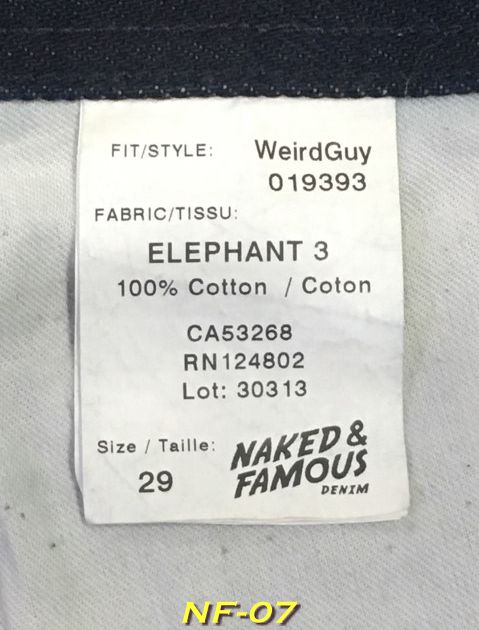 FIT/STYLE: WeirdGuy
019393
FABRIC/TISSU:
ELEPHANT 3
100% Cotton / Coton
CA53268
RN124802
Lot: 30313
Size / Taille:
29
NAKED &
FAMOUS
DENIM
NF-07